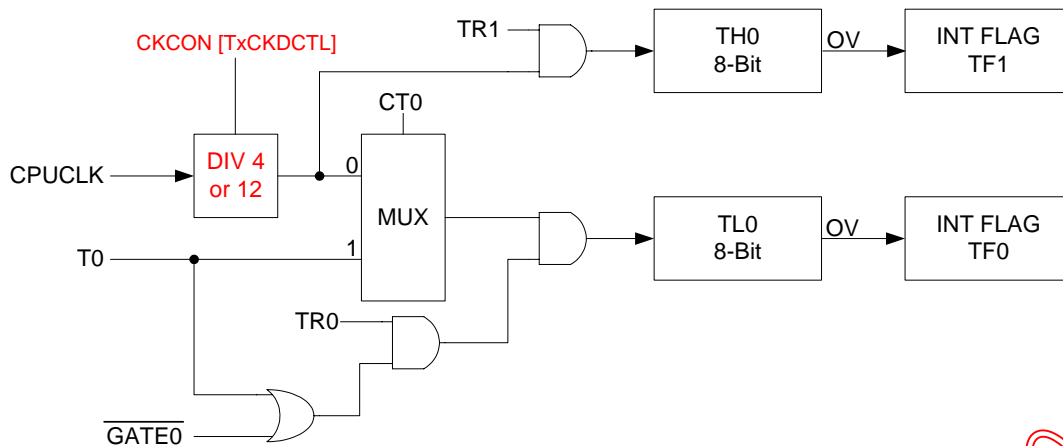 CKCON [TxCKDCTL]
TR1
TH0
8-Bit
OV
INT FLAG
TF1
CT0
CPUCLK
DIV 4
or 12
0
MUX
1
T0
TL0
8-Bit
OV
INT FLAG
TF0
TR0
GATE0